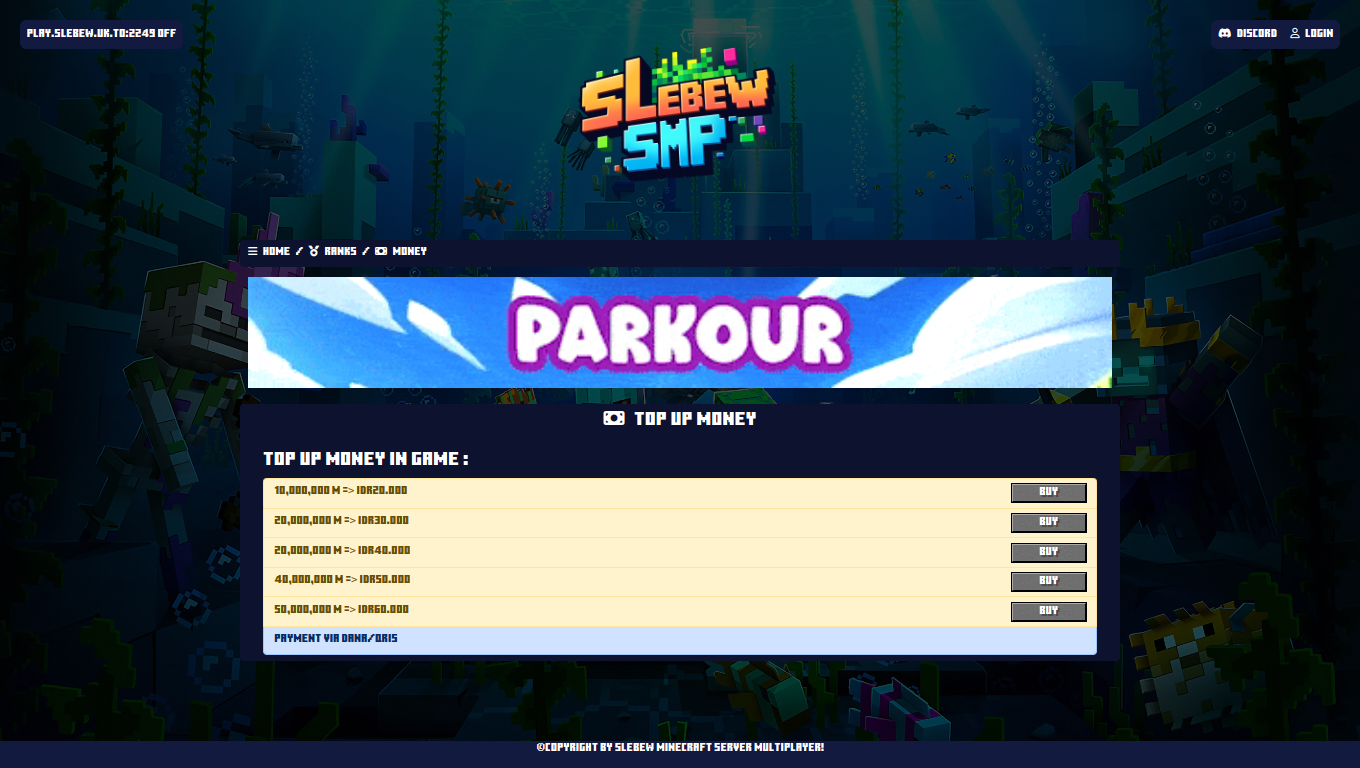 PLAY.SLEBEW.UK.TO:2249 OFF
DISCORD LOGIN
SLEBEW
SMP
HOME / RANKS / MONEY
PARKOUR
TOP UP MONEY
TOP UP MONEY IN GAME :
10,000,000 M => IDR20.000 BUY
20,000,000 M => IDR30.000 BUY
20,000,000 M => IDR40.000 BUY
40,000,000 M => IDR50.000 BUY
50,000,000 M => IDR60.000 BUY
PAYMENT VIA DANA/QRIS
©COPYRIGHT BY SLEBEW MINECRAFT SERVER MULTIPLAYER!